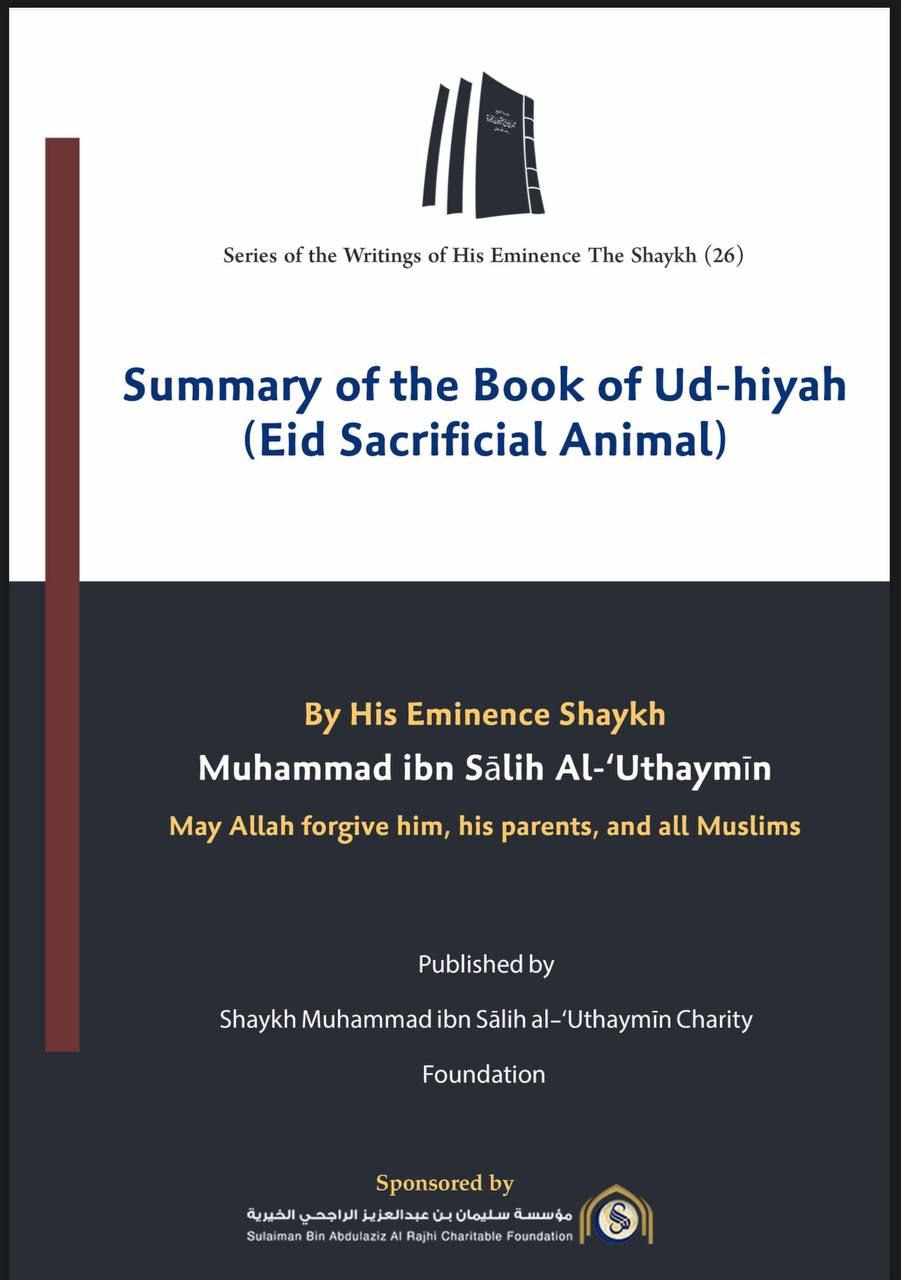 Series of the Writings of His Eminence The Shaykh (26)
Summary of the Book of Ud-hiyah
(Eid Sacrificial Animal)
By His Eminence Shaykh
Muhammad ibn Sālih Al-‘Uthaymīn
May Allah forgive him, his parents, and all Muslims
Published by
Shaykh Muhammad ibn Sālih al–‘Uthaymīn Charity
Foundation
Sponsored by
مؤسسة سليمان بن عبدالعزيز الراجحي الخيرية
Sulaiman Bin Abdulaziz Al Rajhi Charitable Foundation